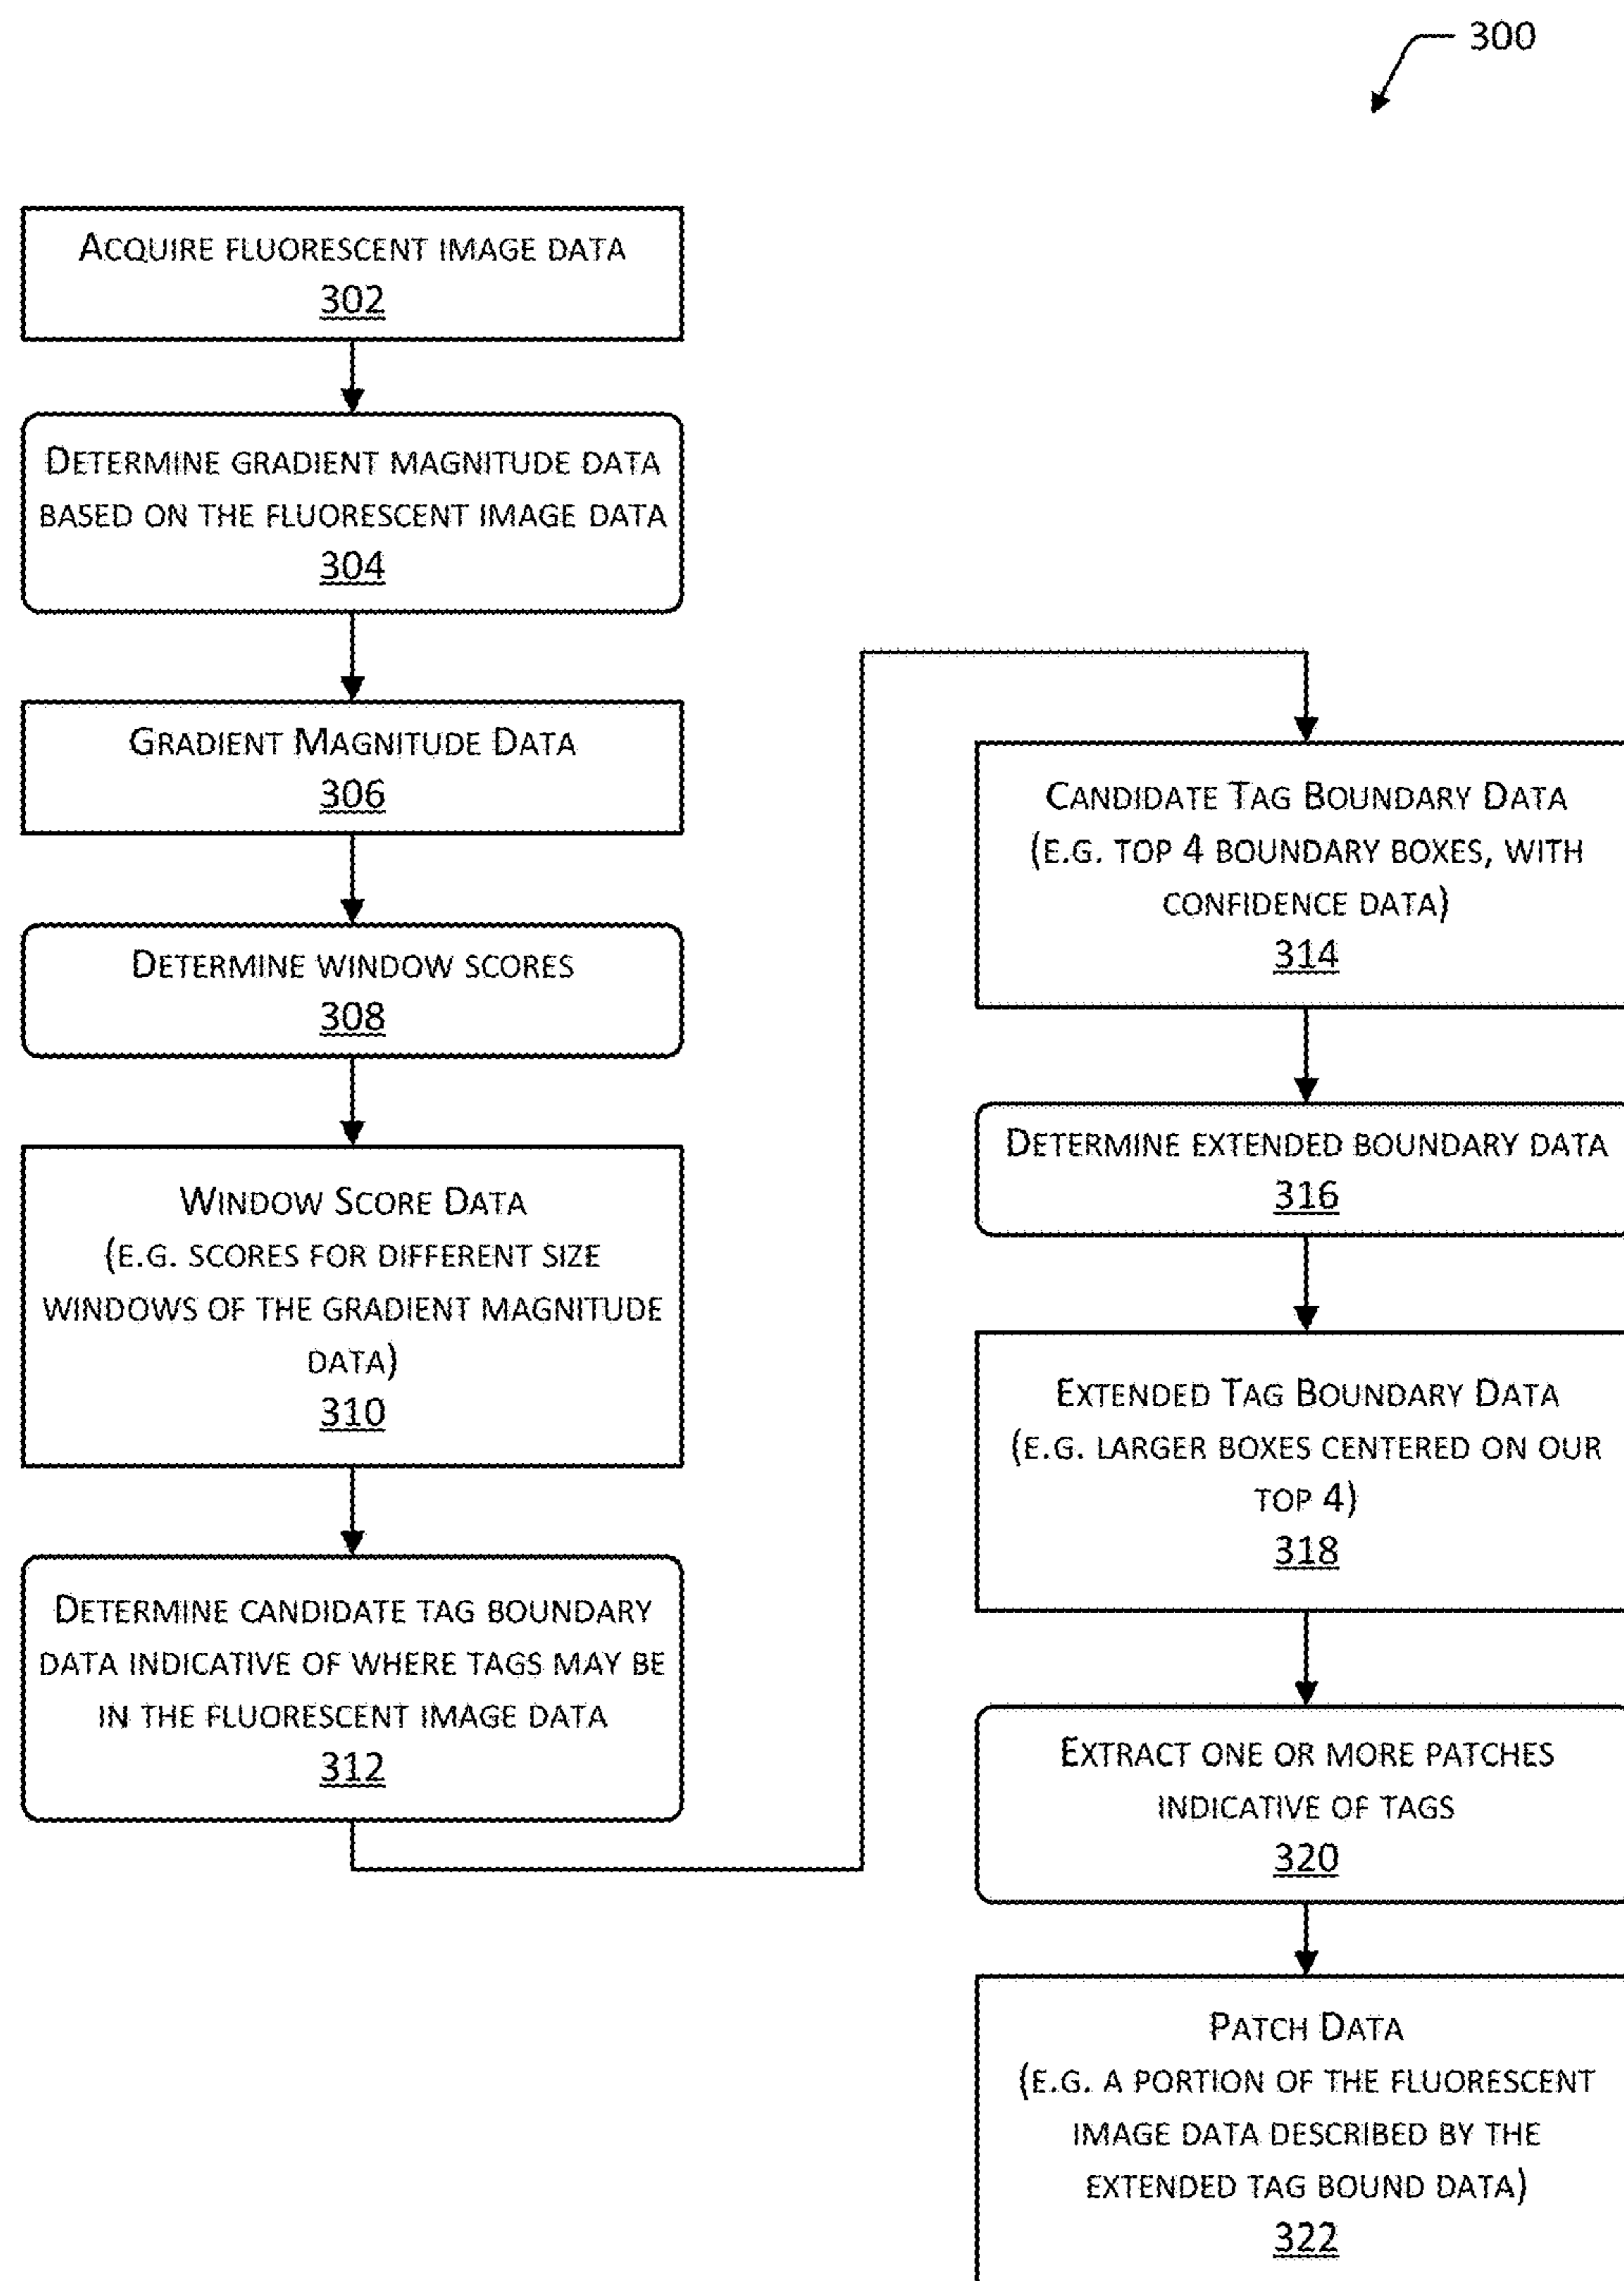 300
ACQUIRE FLUORESCENT IMAGE DATA
302
DETERMINE GRADIENT MAGNITUDE DATA
BASED ON THE FLUORESCENT IMAGE DATA
304
GRADIENT MAGNITUDE DATA
306
DETERMINE WINDOW SCORES
308
WINDOW SCORE DATA
(E.G. SCORES FOR DIFFERENT SIZE
WINDOWS OF THE GRADIENT MAGNITUDE
DATA)
310
DETERMINE CANDIDATE TAG BOUNDARY
DATA INDICATIVE OF WHERE TAGS MAY BE
IN THE FLUORESCENT IMAGE DATA
312
CANDIDATE TAG BOUNDARY DATA
(E.G. TOP 4 BOUNDARY BOXES, WITH
CONFIDENCE DATA)
314
DETERMINE EXTENDED BOUNDARY DATA
316
EXTENDED TAG BOUNDARY DATA
(E.G. LARGER BOXES CENTERED ON OUR
TOP 4)
318
EXTRACT ONE OR MORE PATCHES
INDICATIVE OF TAGS
320
PATCH DATA
(E.G. A PORTION OF THE FLUORESCENT
IMAGE DATA DESCRIBED BY THE
EXTENDED TAG BOUND DATA)
322